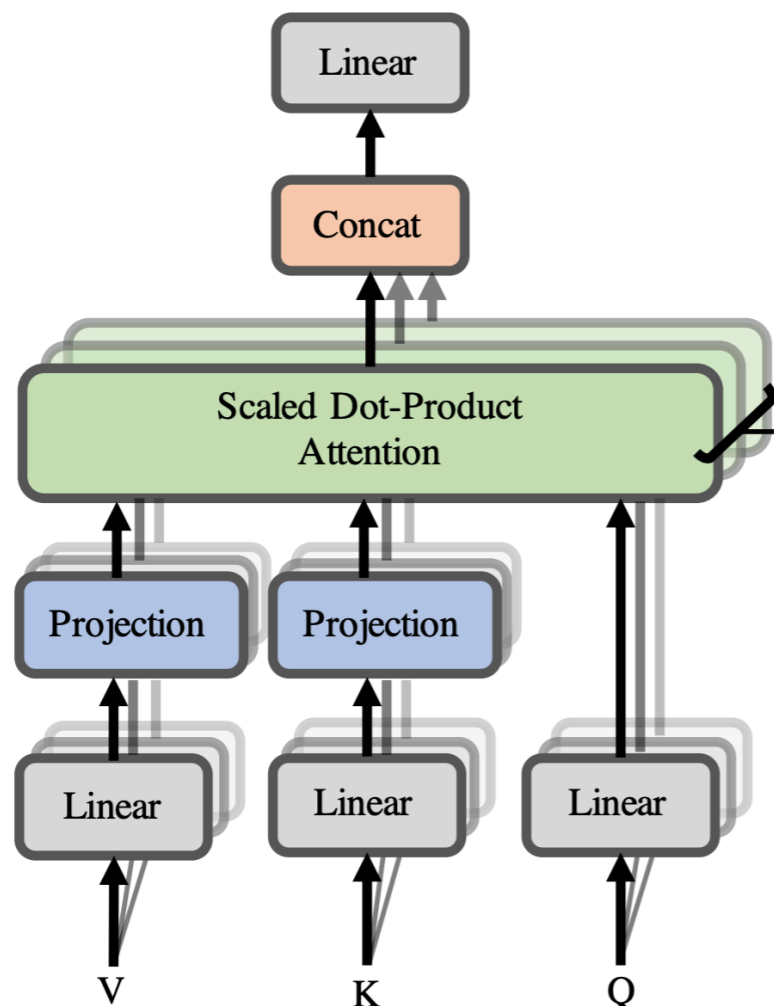 Linear
Concat
Scaled Dot-Product
Attention
Projection
Projection
Linear
Linear
Linear
V
K
Q